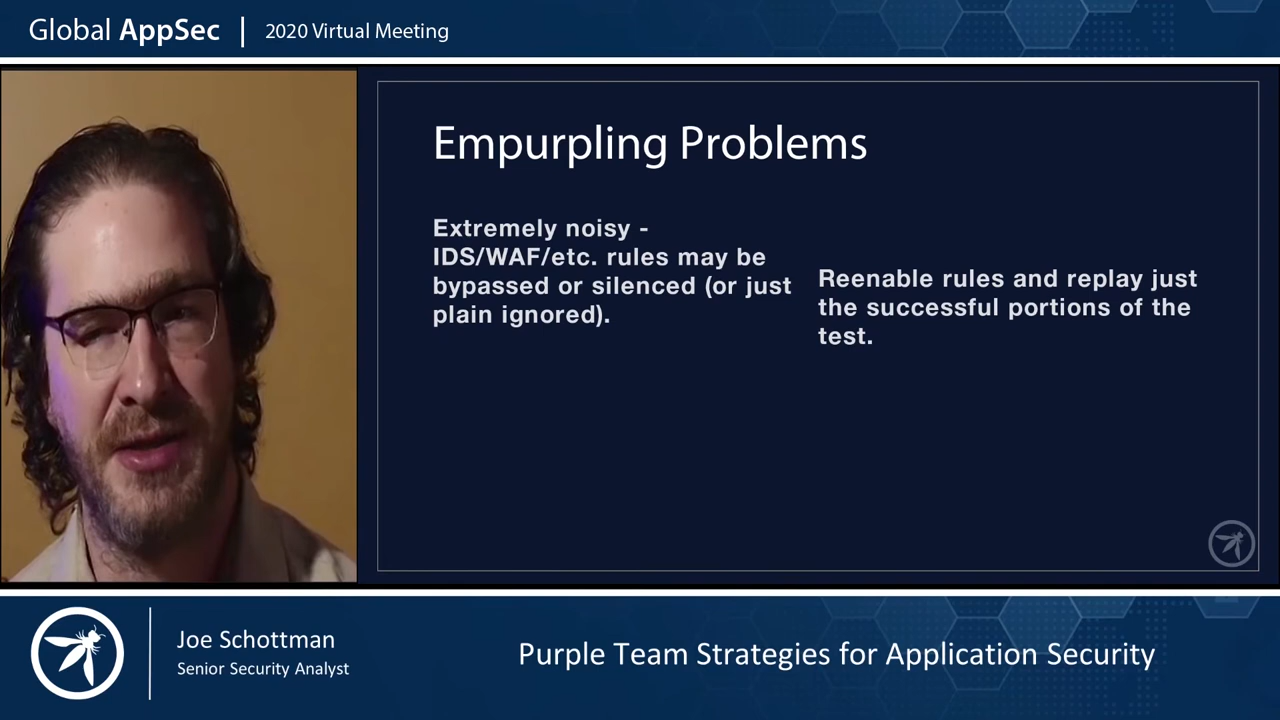 Global AppSec | 2020 Virtual Meeting
Empurpling Problems
Extremely noisy -
IDS/WAF/etc. rules may be
bypassed or silenced (or just
plain ignored).
Reenable rules and replay just
the successful portions of the
test.
Joe Schottman
Senior Security Analyst
Purple Team Strategies for Application Security